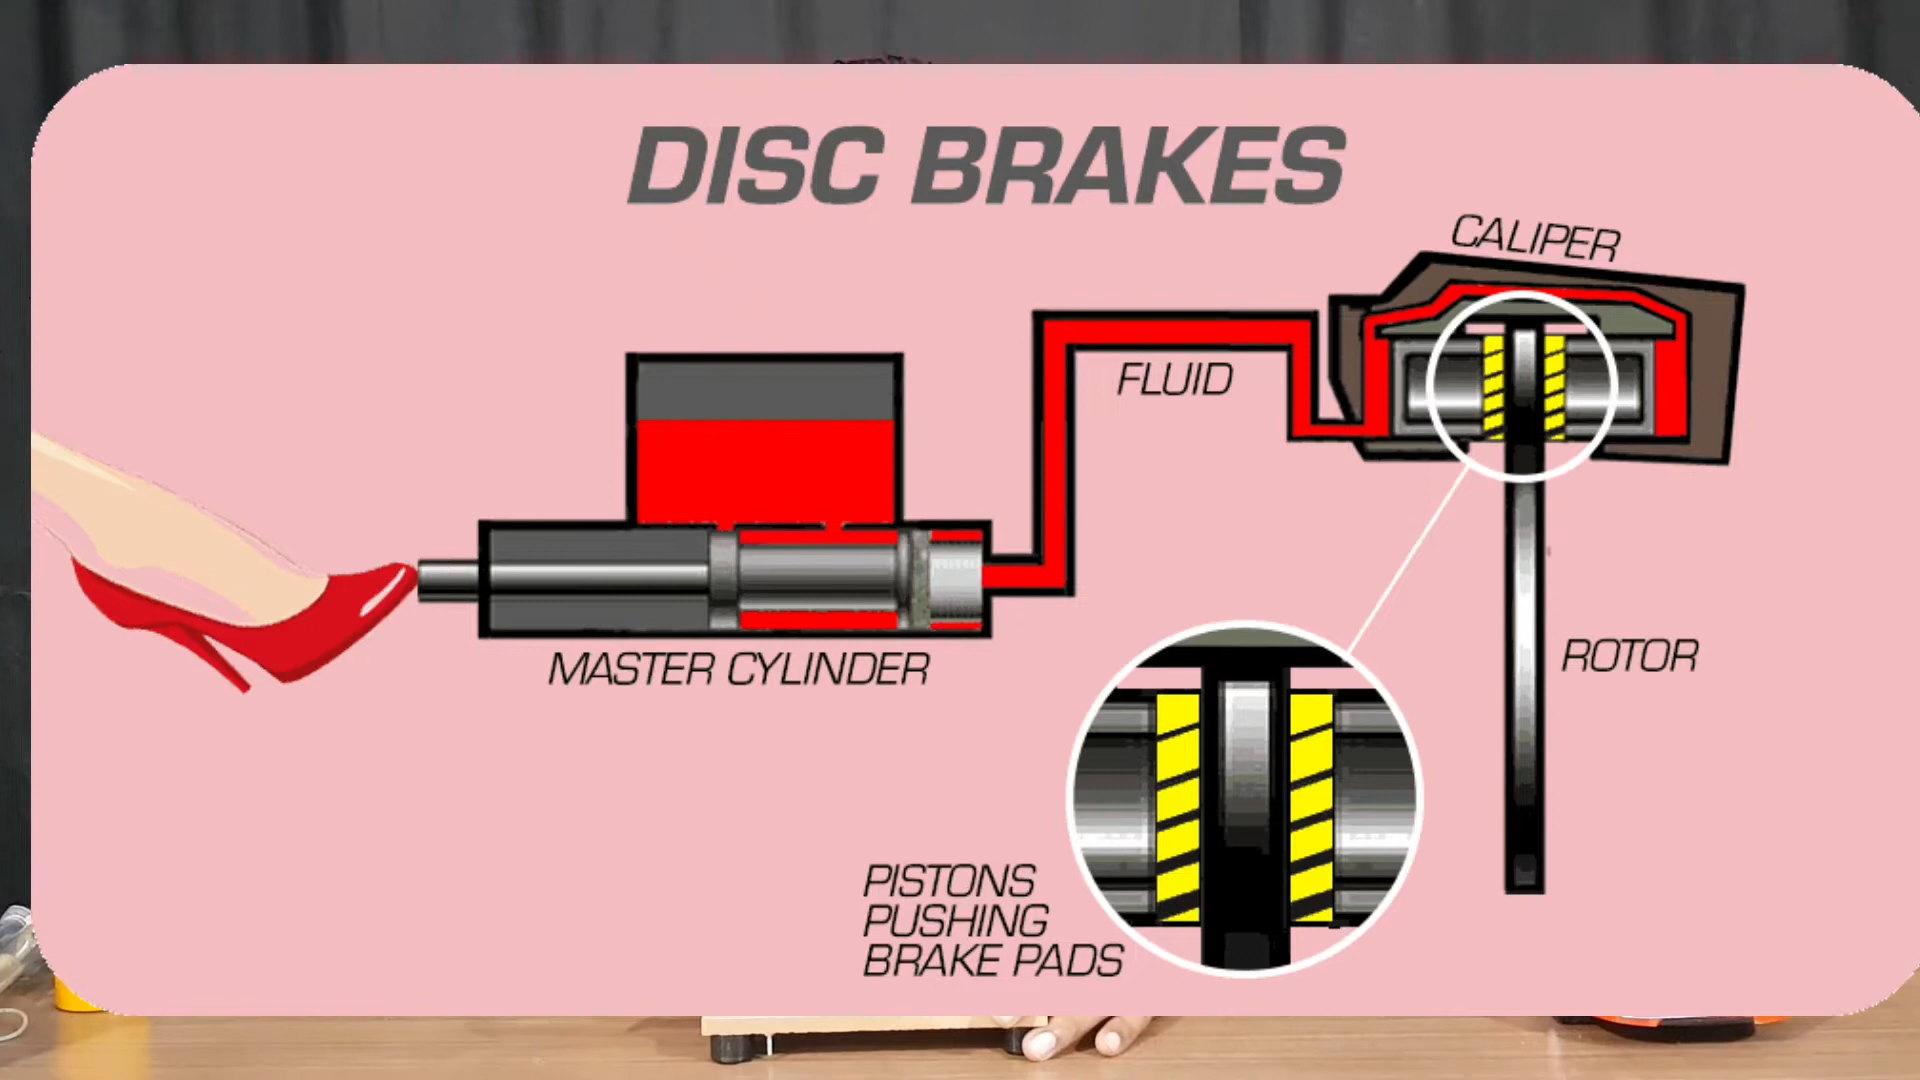 DISC BRAKES
CALIPER
FLUID
MASTER CYLINDER
ROTOR
PISTONS
PUSHING
BRAKE PADS